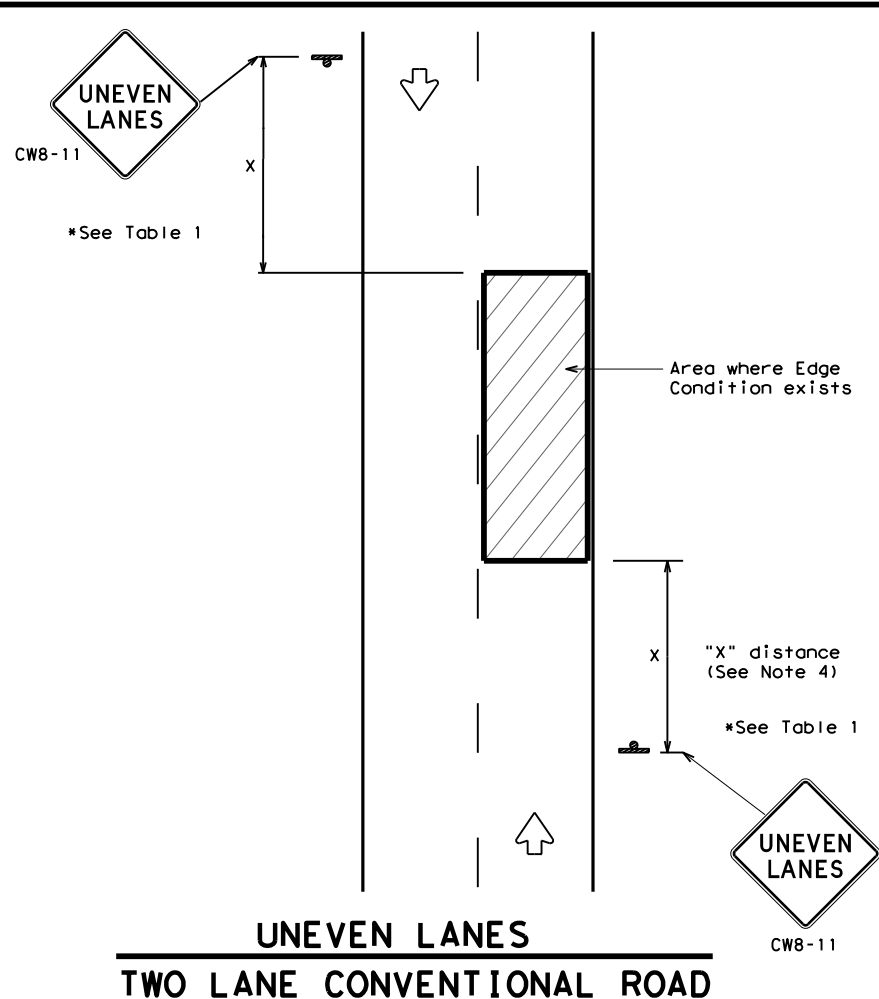 UNEVEN
LANES
CW8-11
X
*See Table 1
Area where Edge
Condition exists
X
"X" distance
(See Note 4)
*See Table 1
UNEVEN
LANES
CW8-11
UNEVEN LANES
TWO LANE CONVENTIONAL ROAD